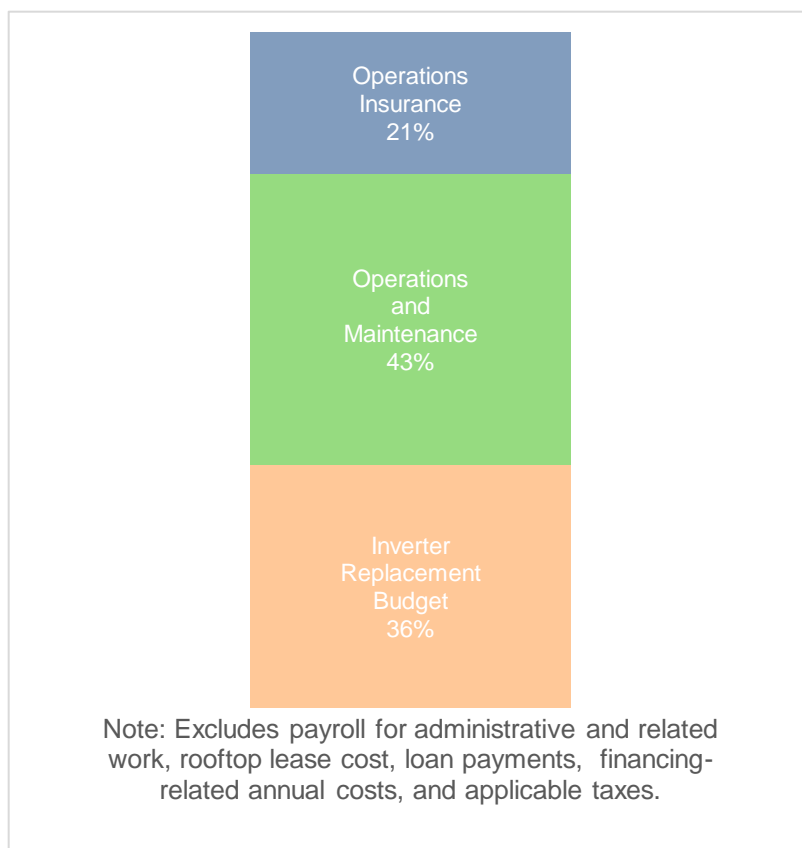 Operations
Insurance
21%
Operations
and
Maintenance
43%
Inverter
Replacement
Budget
36%
Note: Excludes payroll for administrative and related
work, rooftop lease cost, loan payments, financing-
related annual costs, and applicable taxes.